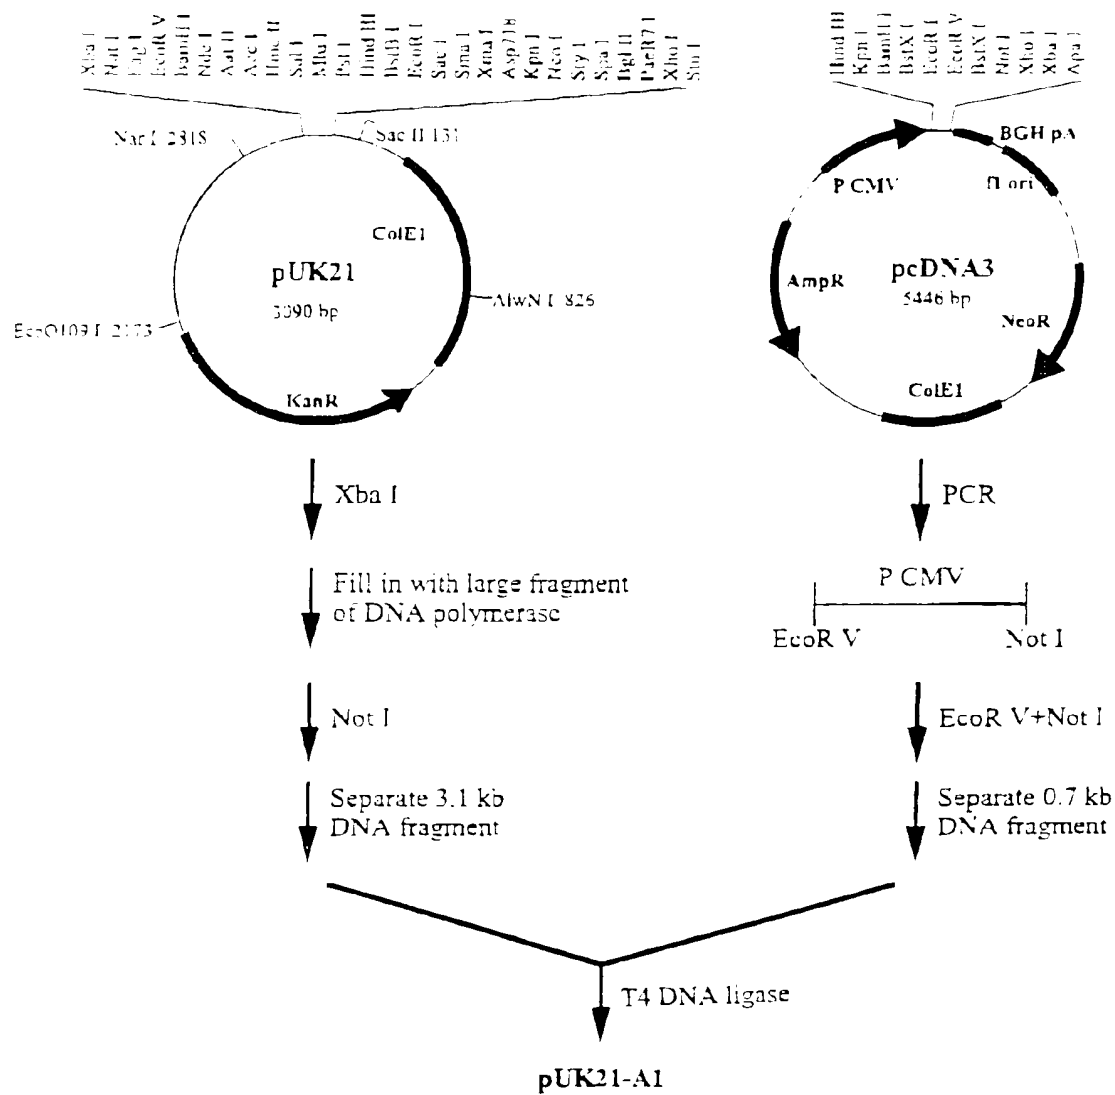 Xba I
Not I
Eag I
EcoR V
BamH I
Nde I
Aat II
Acc I
Hinc II
Sal I
Mlu I
Pst I
Hind III
BstB I
EcoR I
Sac I
Sma I
Xma I
Asp718
Kpn I
Nco I
Sty I
Spe I
Bgl II
PaeR7 I
Xho I
Stu I
Hind III
Kpn I
BamH I
BstX I
EcoR I
EcoR V
BstX I
Not I
Xho I
Xba I
Apa I
Nar I 2818
Sac II 131
ColE1
pUK21
3090 bp
AlwN I 826
EcoO109 I 2173
KanR
BGH pA
P CMV
f1 ori
AmpR
pcDNA3
5446 bp
NeoR
ColE1
Xba I
PCR
Fill in with large fragment
of DNA polymerase
P CMV
EcoR V
Not I
Not I
EcoR V+Not I
Separate 3.1 kb
DNA fragment
Separate 0.7 kb
DNA fragment
T4 DNA ligase
pUK21-A1